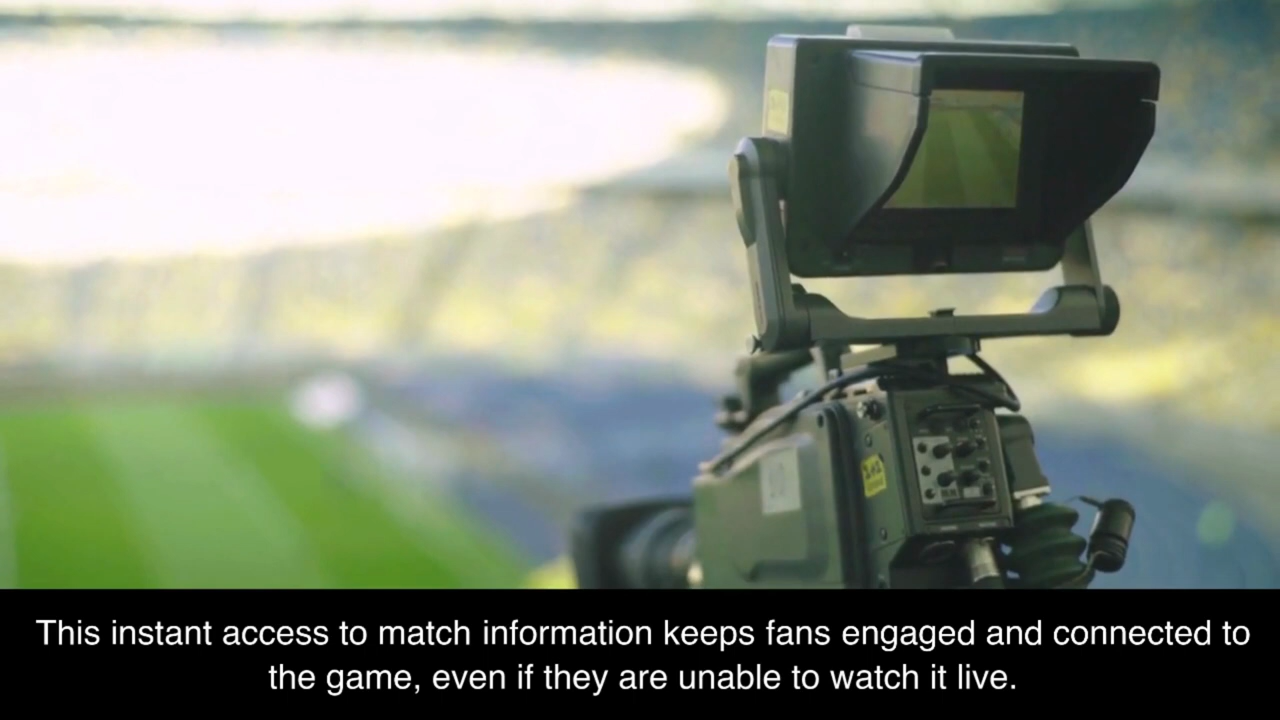 This instant access to match information keeps fans engaged and connected to
the game, even if they are unable to watch it live.